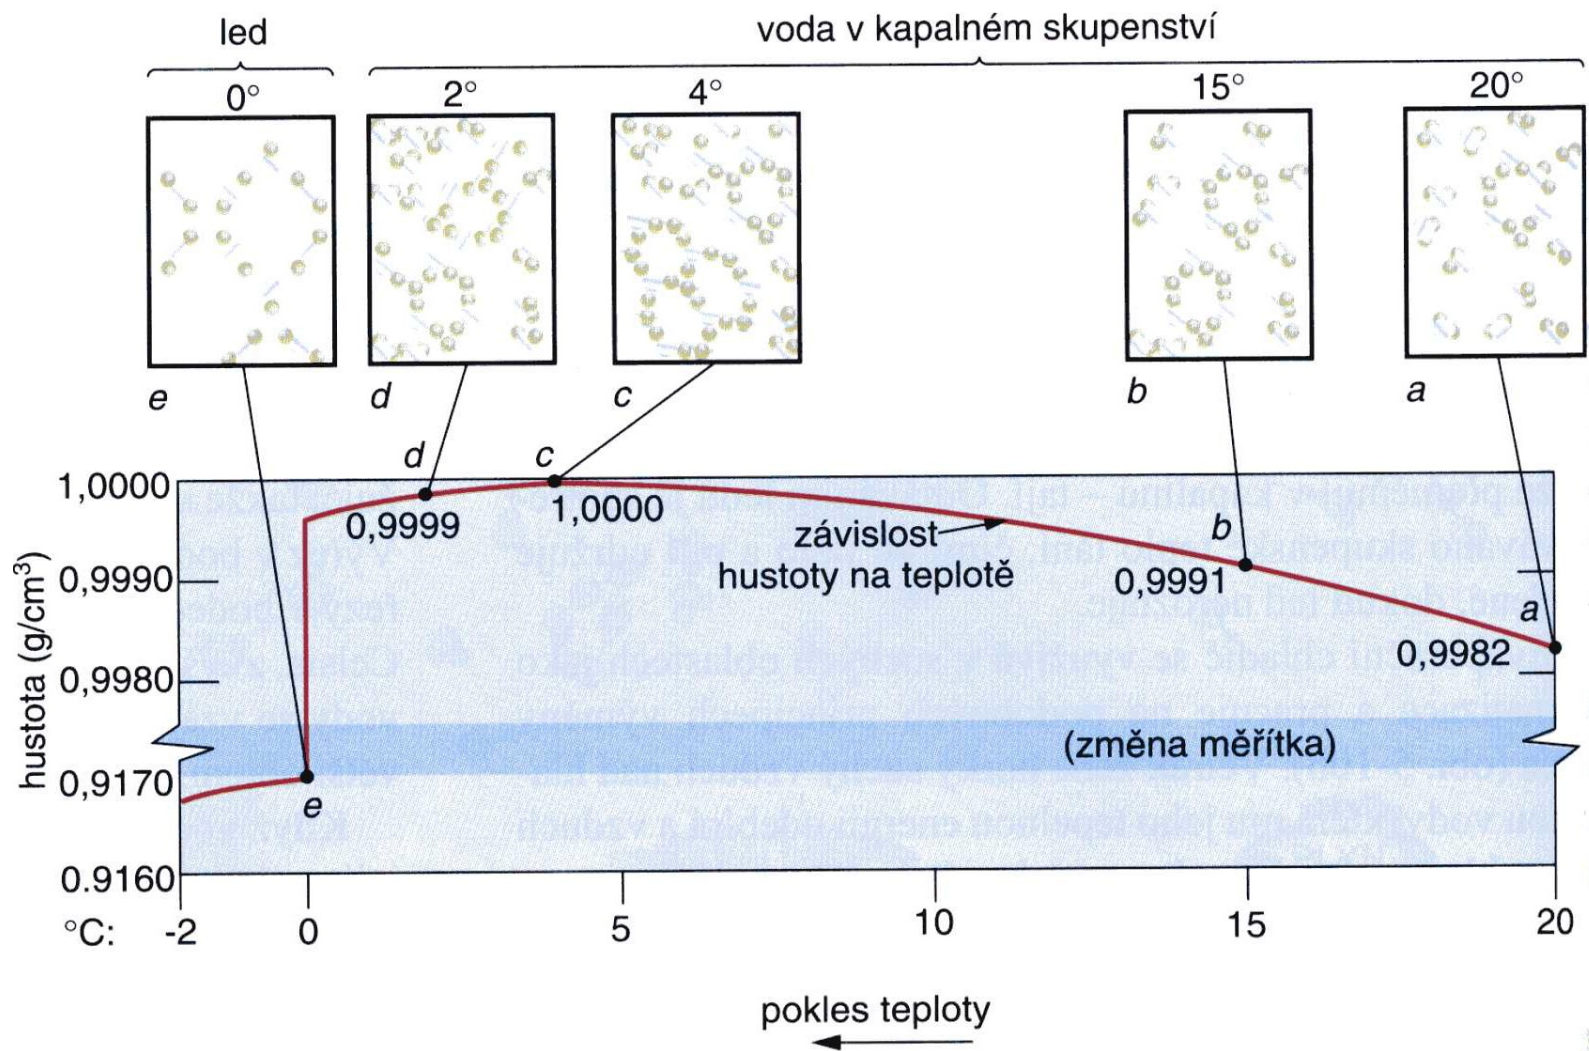 led
voda v kapalném skupenství
0°
2°
4°
15°
20°
e
d
c
b
a
d
c
1,0000
0,9999
1,0000
závislost
hustoty na teplotě
b
0,9991
a
0,9982
0,9990
0,9980
hustota (g/cm³)
(změna měřítka)
0,9170
e
0.9160
°C:
-2
0
5
10
15
20
pokles teploty